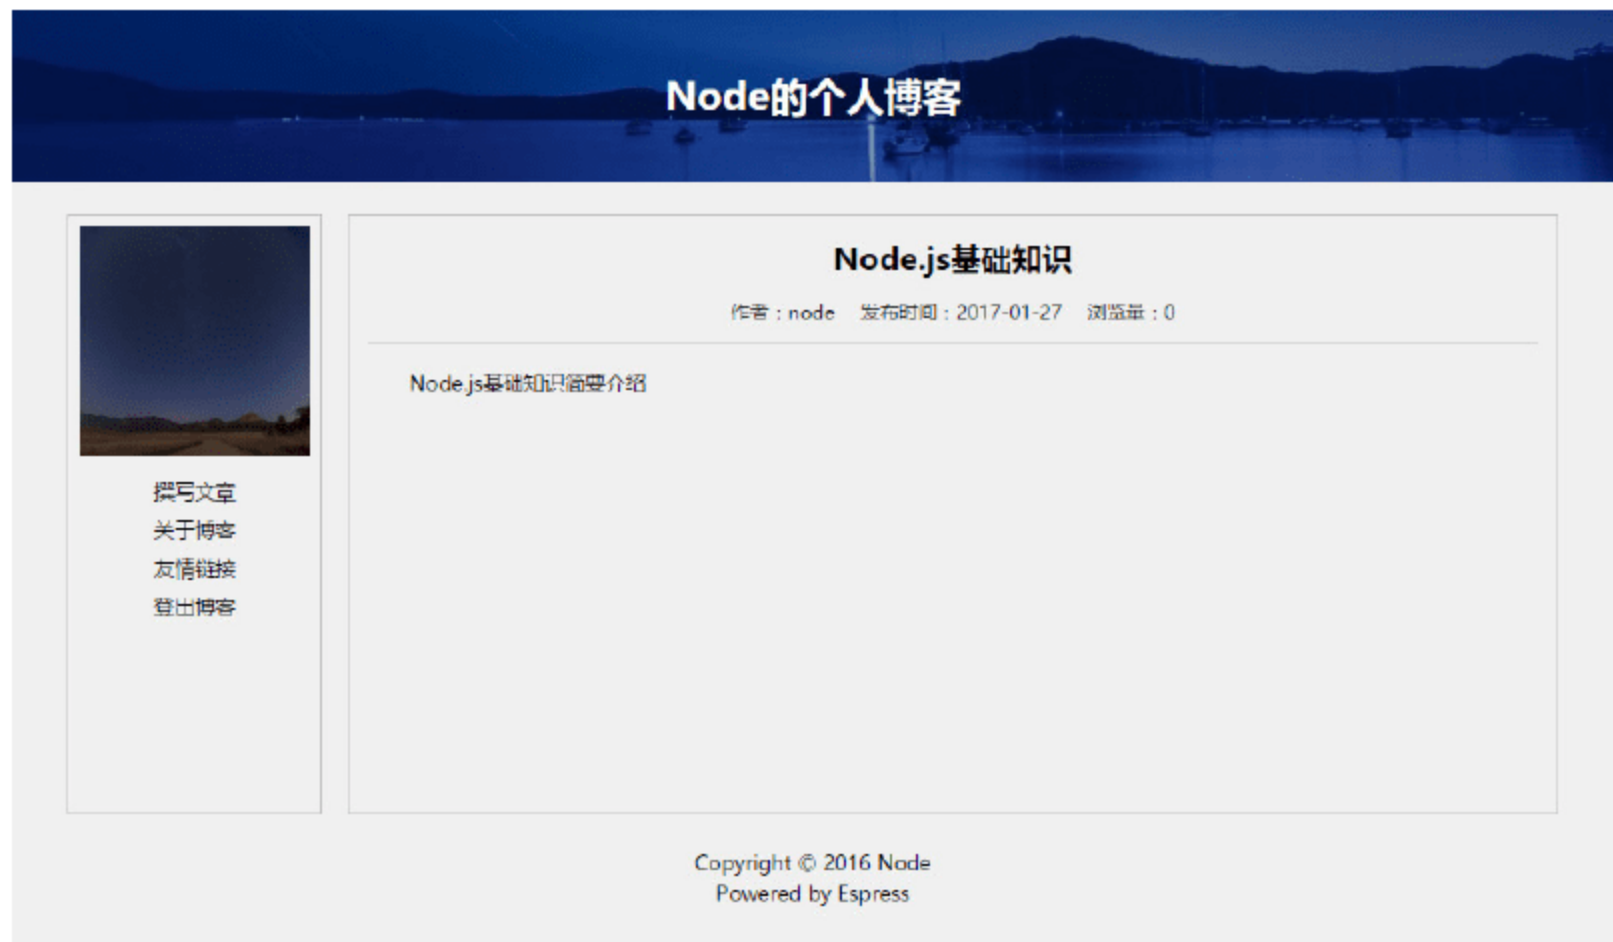 Node的个人博客
撰写文章
关于博客
友情链接
登出博客
Node.js基础知识
作者：node 发布时间：2017-01-27 浏览量：0
Node.js基础知识简要介绍
Copyright © 2016 Node
Powered by Espress